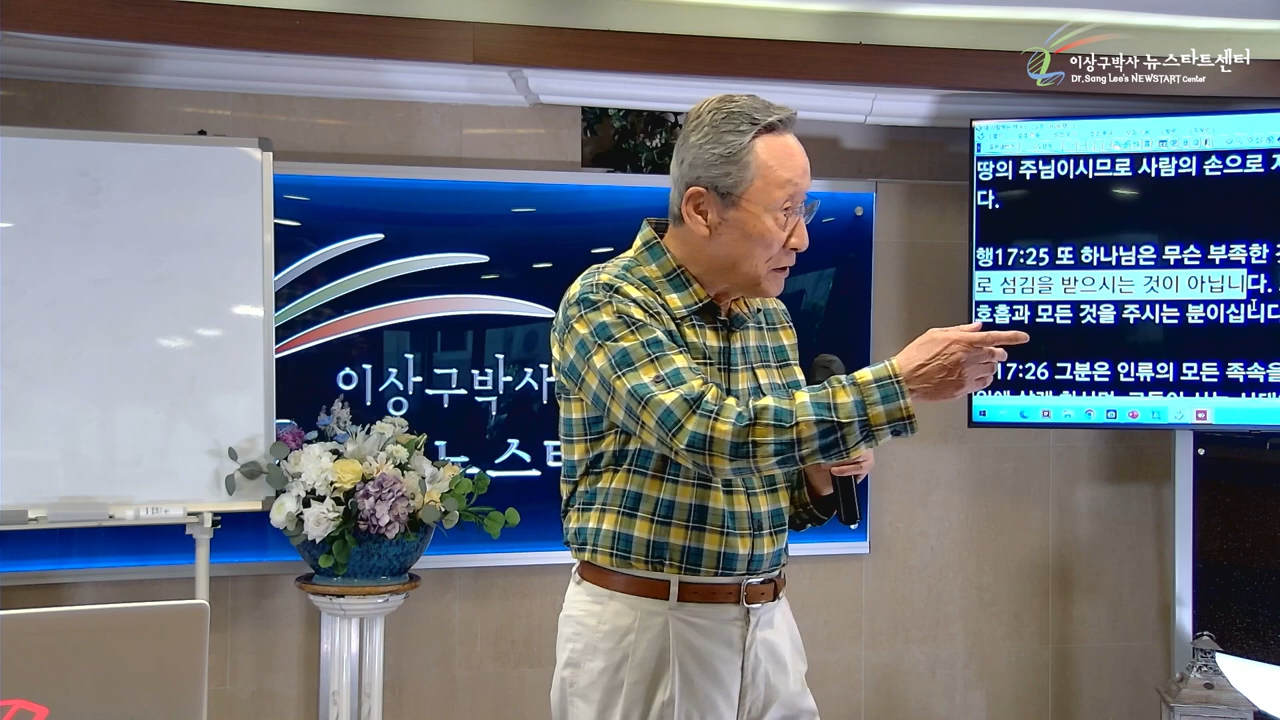 이상구박사 뉴스타트센터
Dr. Sang Lee's NEWSTART Center
땅의 주님이시므로 사람의 손으로
다.
행17:25 또 하나님은 무슨 부족한
로 섬김을 받으시는 것이 아닙니다.
호흡과 모든 것을 주시는 분이십니다
17:26 그분은 인류의 모든 족속을
이상구박사
뉴스타